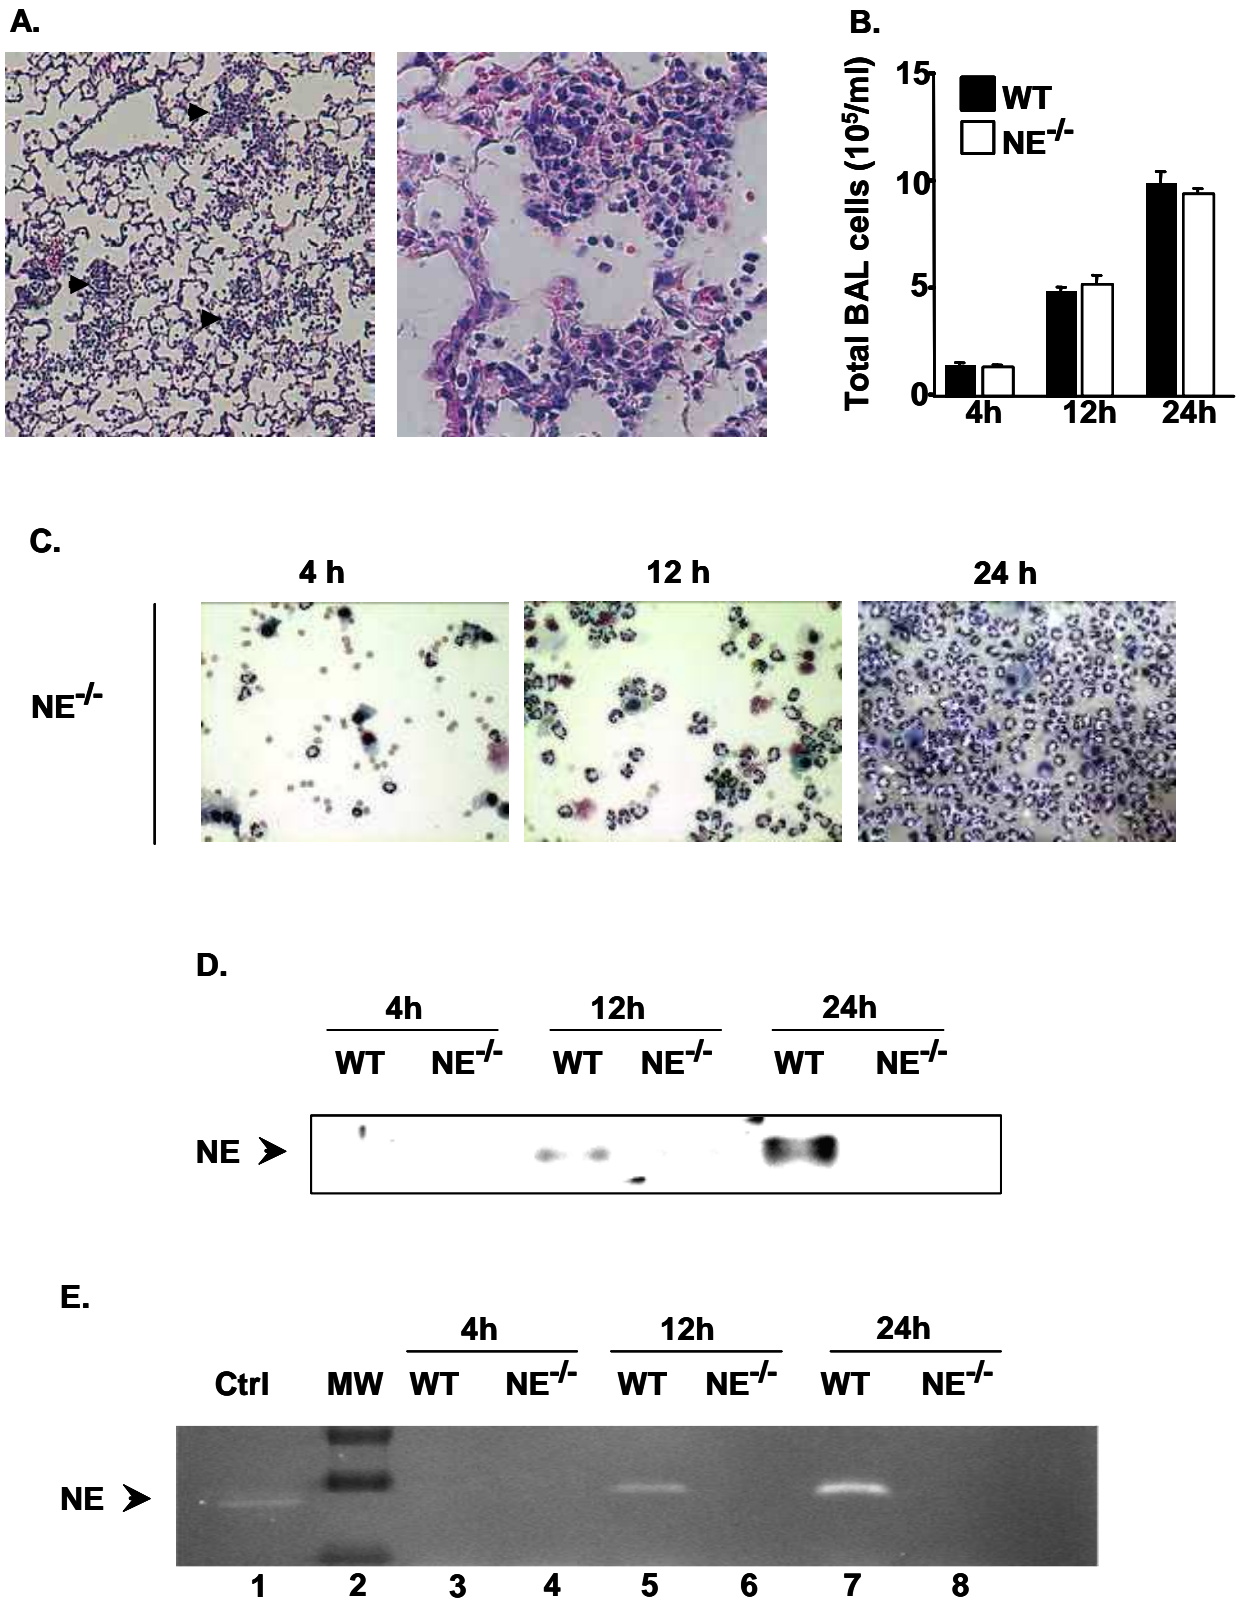 A.
B.
Total BAL cells (10⁵/ml)
15
10
5
0
WT
NE⁻/⁻
4h 12h 24h
C.
4 h 12 h 24 h
NE⁻/⁻
D.
4h 12h 24h
WT NE⁻/⁻ WT NE⁻/⁻ WT NE⁻/⁻
NE
E.
4h 12h 24h
Ctrl MW WT NE⁻/⁻ WT NE⁻/⁻ WT NE⁻/⁻
NE
1 2 3 4 5 6 7 8